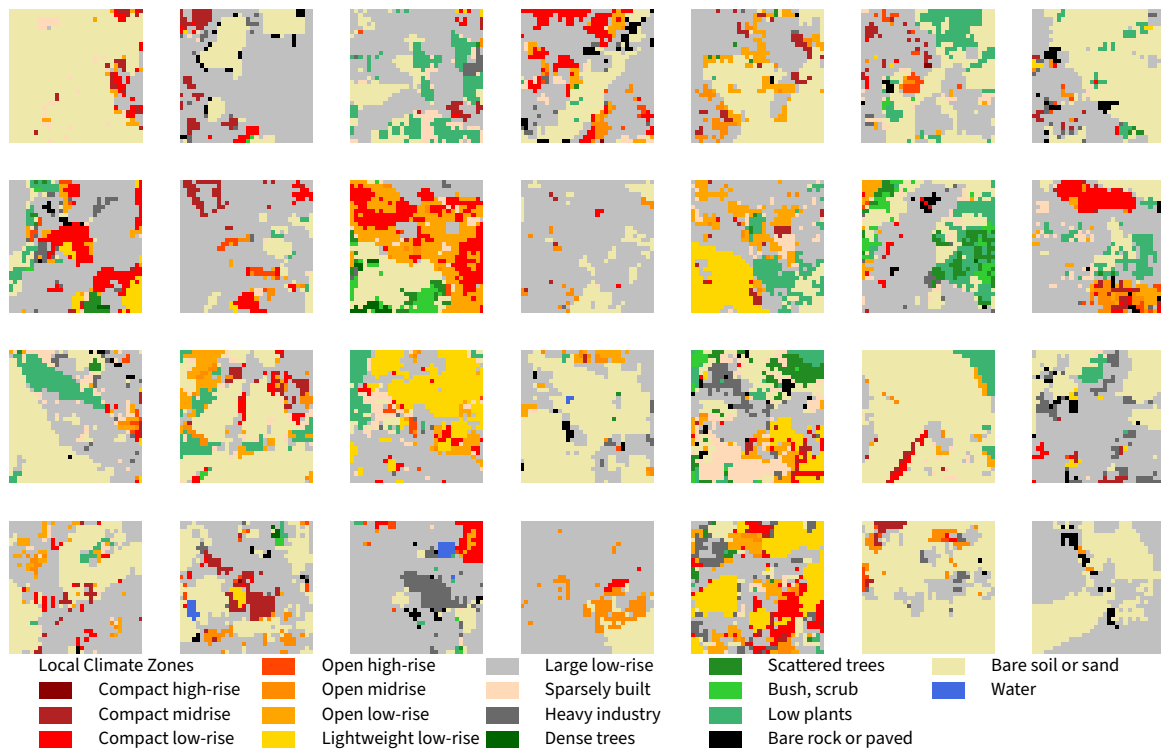 Local Climate Zones
Compact high-rise
Compact midrise
Compact low-rise
Open high-rise
Open midrise
Open low-rise
Lightweight low-rise
Large low-rise
Sparsely built
Heavy industry
Dense trees
Scattered trees
Bush, scrub
Low plants
Bare rock or paved
Bare soil or sand
Water